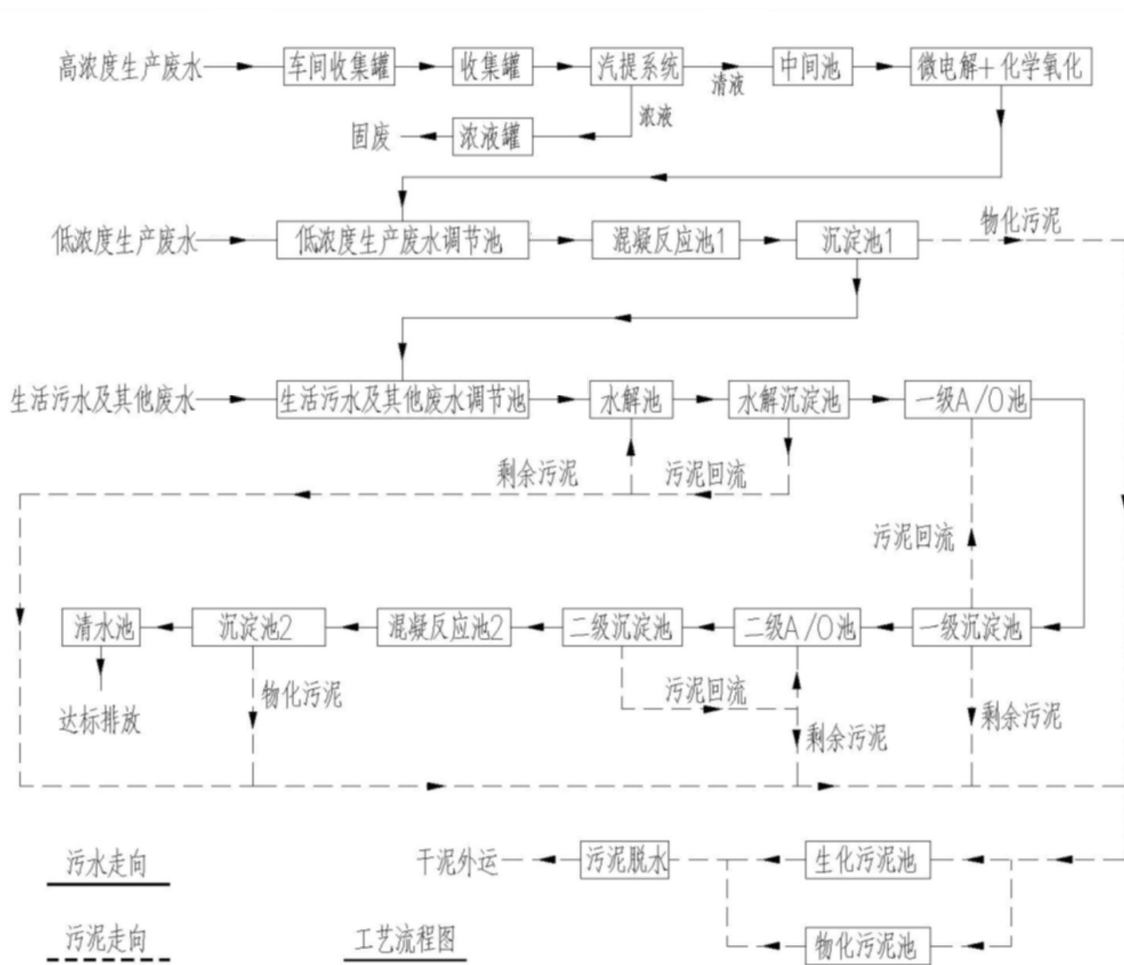 高浓度生产废水
车间收集罐
收集罐
汽提系统
清液
中间池
微电解+化学氧化
浓液
固废
浓液罐
低浓度生产废水
低浓度生产废水调节池
混凝反应池1
沉淀池1
物化污泥
生活污水及其他废水
生活污水及其他废水调节池
水解池
水解沉淀池
一级A/O池
剩余污泥
污泥回流
污泥回流
清水池
沉淀池2
混凝反应池2
二级沉淀池
二级A/O池
一级沉淀池
物化污泥
污泥回流
达标排放
剩余污泥
剩余污泥
污水走向
干泥外运
污泥脱水
生化污泥池
污泥走向
工艺流程图
物化污泥池